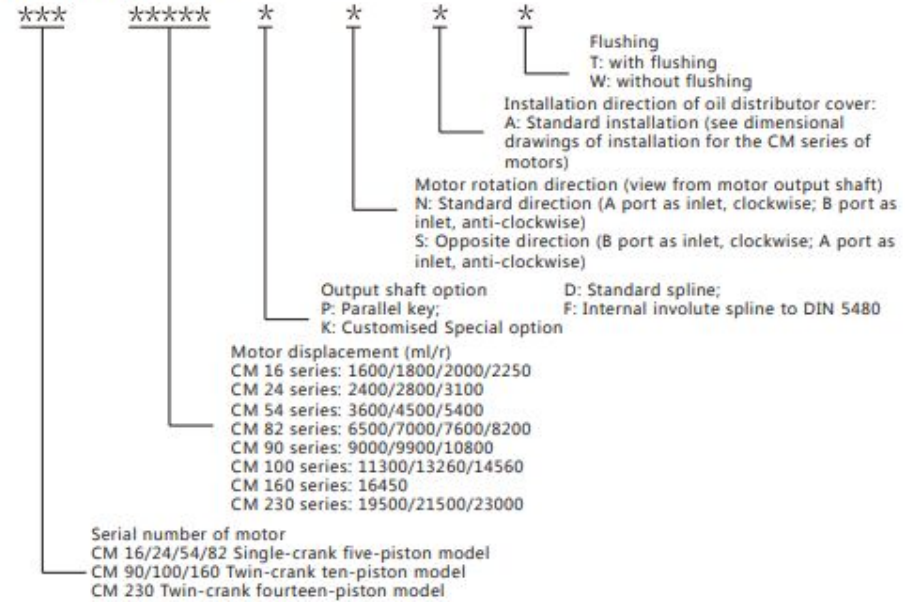 *** ***** * * * *
Flushing
T: with flushing
W: without flushing
Installation direction of oil distributor cover:
A: Standard installation (see dimensional
drawings of installation for the CM series of
motors)
Motor rotation direction (view from motor output shaft)
N: Standard direction (A port as inlet, clockwise; B port as
inlet, anti-clockwise)
S: Opposite direction (B port as inlet, clockwise; A port as
inlet, anti-clockwise)
Output shaft option D: Standard spline;
P: Parallel key; F: Internal involute spline to DIN 5480
K: Customised Special option
Motor displacement (ml/r)
CM 16 series: 1600/1800/2000/2250
CM 24 series: 2400/2800/3100
CM 54 series: 3600/4500/5400
CM 82 series: 6500/7000/7600/8200
CM 90 series: 9000/9900/10800
CM 100 series: 11300/13260/14560
CM 160 series: 16450
CM 230 series: 19500/21500/23000
Serial number of motor
CM 16/24/54/82 Single-crank five-piston model
CM 90/100/160 Twin-crank ten-piston model
CM 230 Twin-crank fourteen-piston model